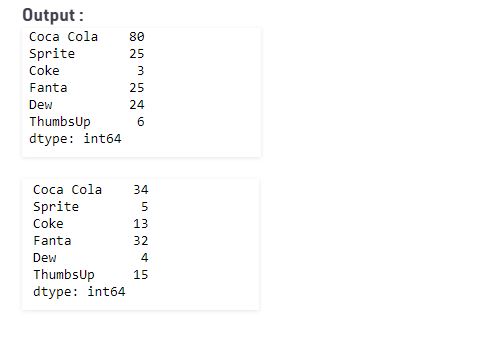 Output :
Coca Cola    80
Sprite       25
Coke          3
Fanta        25
Dew          24
ThumbsUp      6
dtype: int64
Coca Cola    34
Sprite        5
Coke         13
Fanta        32
Dew           4
ThumbsUp     15
dtype: int64